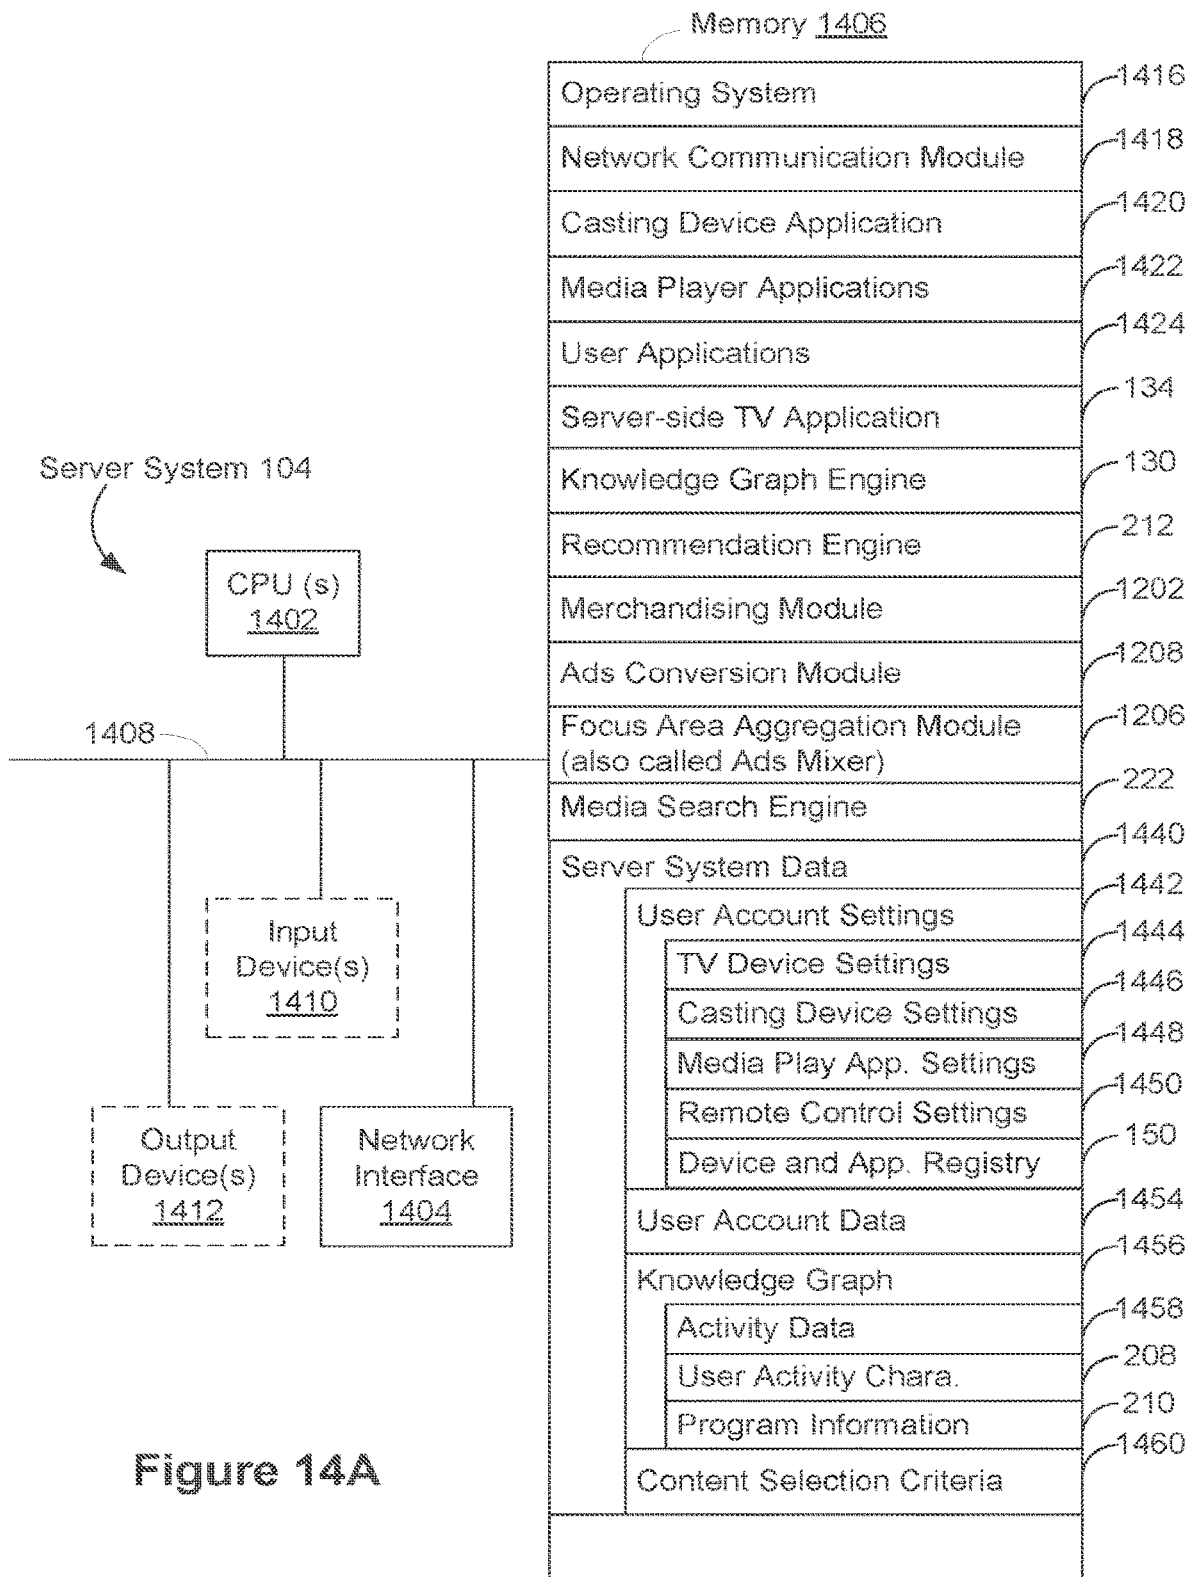 Memory 1406
Operating System 1416
Network Communication Module 1418
Casting Device Application 1420
Media Player Applications 1422
User Applications 1424
Server-side TV Application 134
Knowledge Graph Engine 130
Recommendation Engine 212
Merchandising Module 1202
Ads Conversion Module 1208
Focus Area Aggregation Module 1206
(also called Ads Mixer)
Media Search Engine 222
Server System Data 1440
User Account Settings 1442
TV Device Settings 1444
Casting Device Settings 1446
Media Play App. Settings 1448
Remote Control Settings 1450
Device and App. Registry 150
User Account Data 1454
Knowledge Graph 1456
Activity Data 1458
User Activity Chara. 208
Program Information 210
Content Selection Criteria 1460
Server System 104
CPU (s)
1402
1408
Input
Device(s)
1410
Output
Device(s)
1412
Network
Interface
1404
Figure 14A